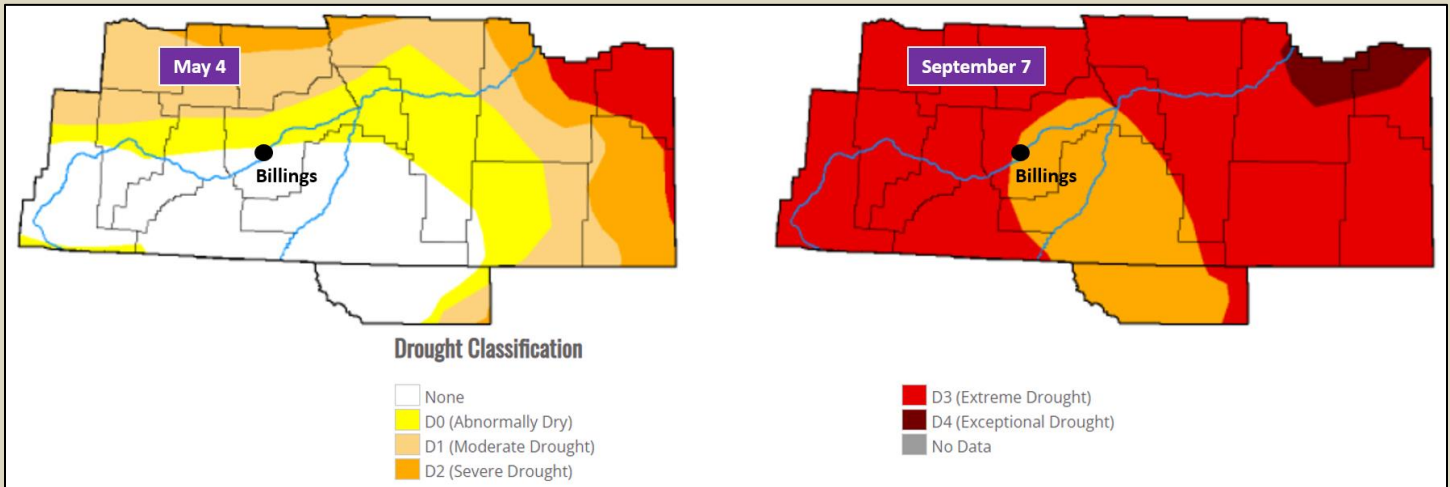 May 4
September 7
Billings
Billings
Drought Classification
None
D0 (Abnormally Dry)
D1 (Moderate Drought)
D2 (Severe Drought)
D3 (Extreme Drought)
D4 (Exceptional Drought)
No Data